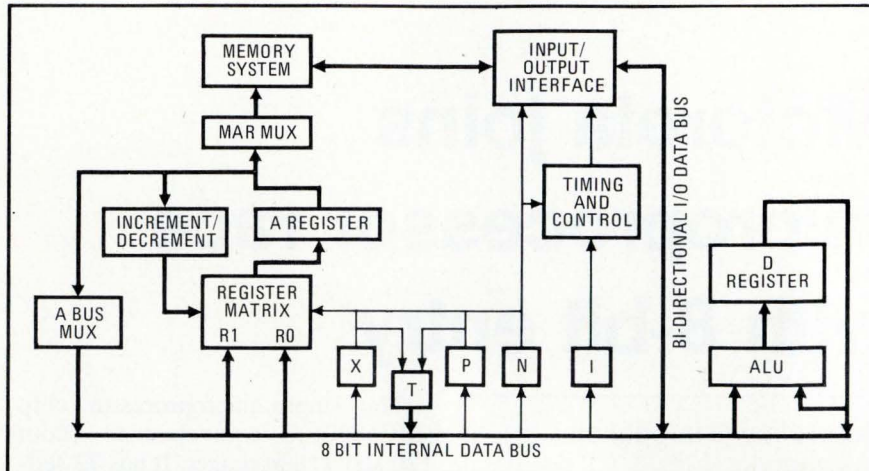 MEMORY
SYSTEM
INPUT/
OUTPUT
INTERFACE
MAR MUX
BI-DIRECTIONAL I/O DATA BUS
INCREMENT/
DECREMENT
A REGISTER
TIMING
AND
CONTROL
D
REGISTER
A BUS
MUX
REGISTER
MATRIX
R1 R0
X
T
P
N
I
ALU
8 BIT INTERNAL DATA BUS